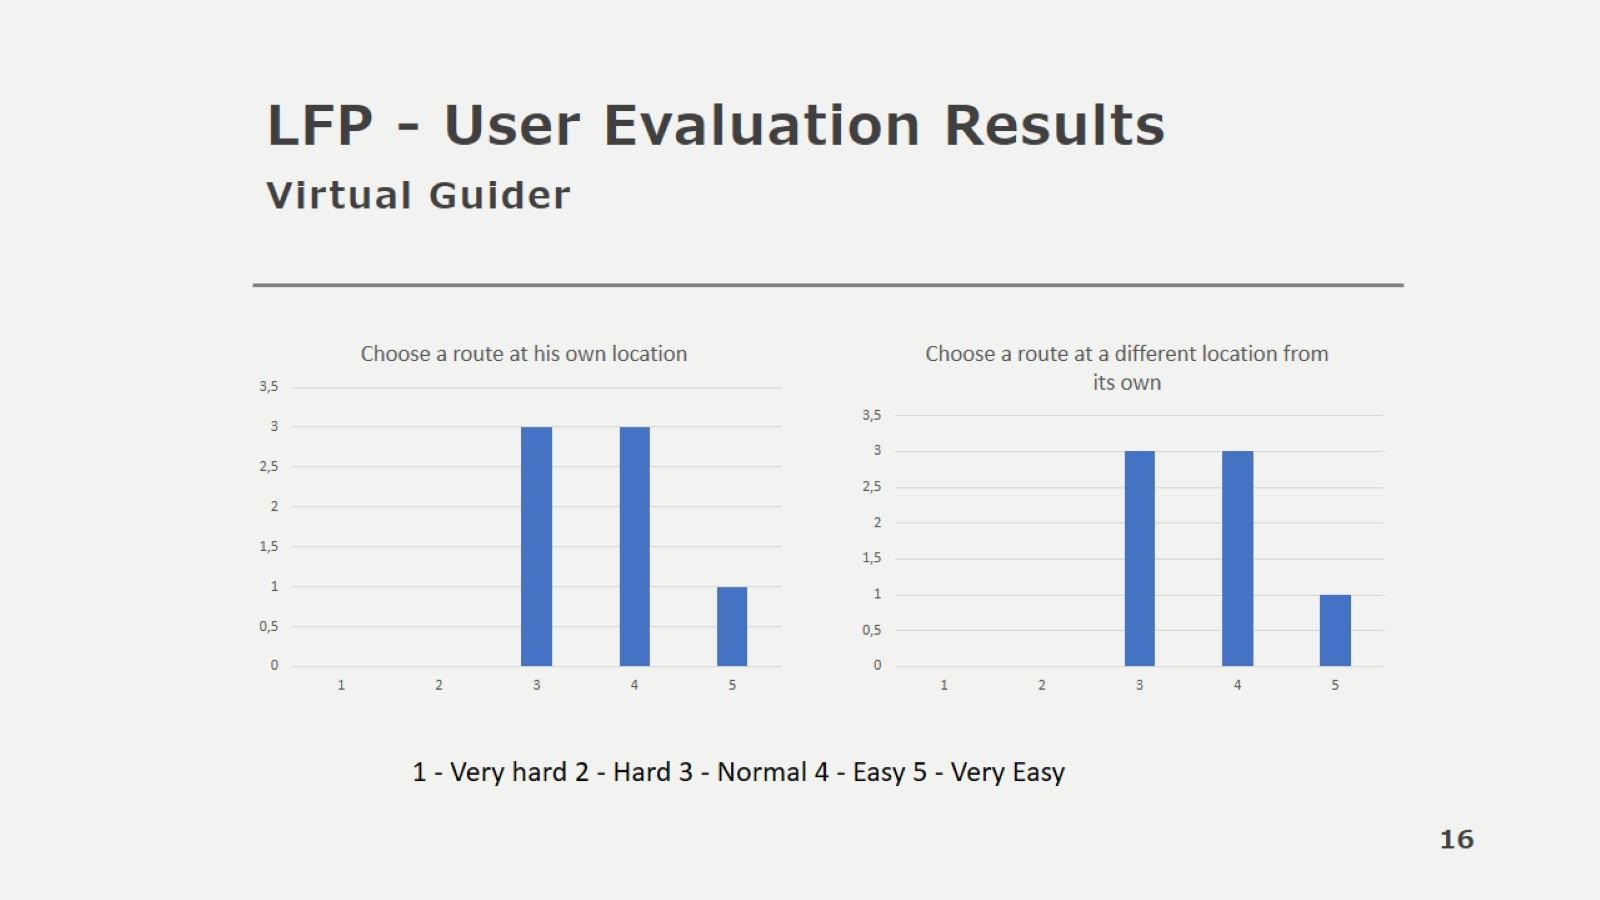 LFP - User Evaluation Results
Virtual Guider
Choose a route at his own location
3,5
3
2,5
2
1,5
1
0,5
0
1 2 3 4 5
Choose a route at a different location from
its own
3,5
3
2,5
2
1,5
1
0,5
0
1 2 3 4 5
1 - Very hard 2 - Hard 3 - Normal 4 - Easy 5 - Very Easy
16